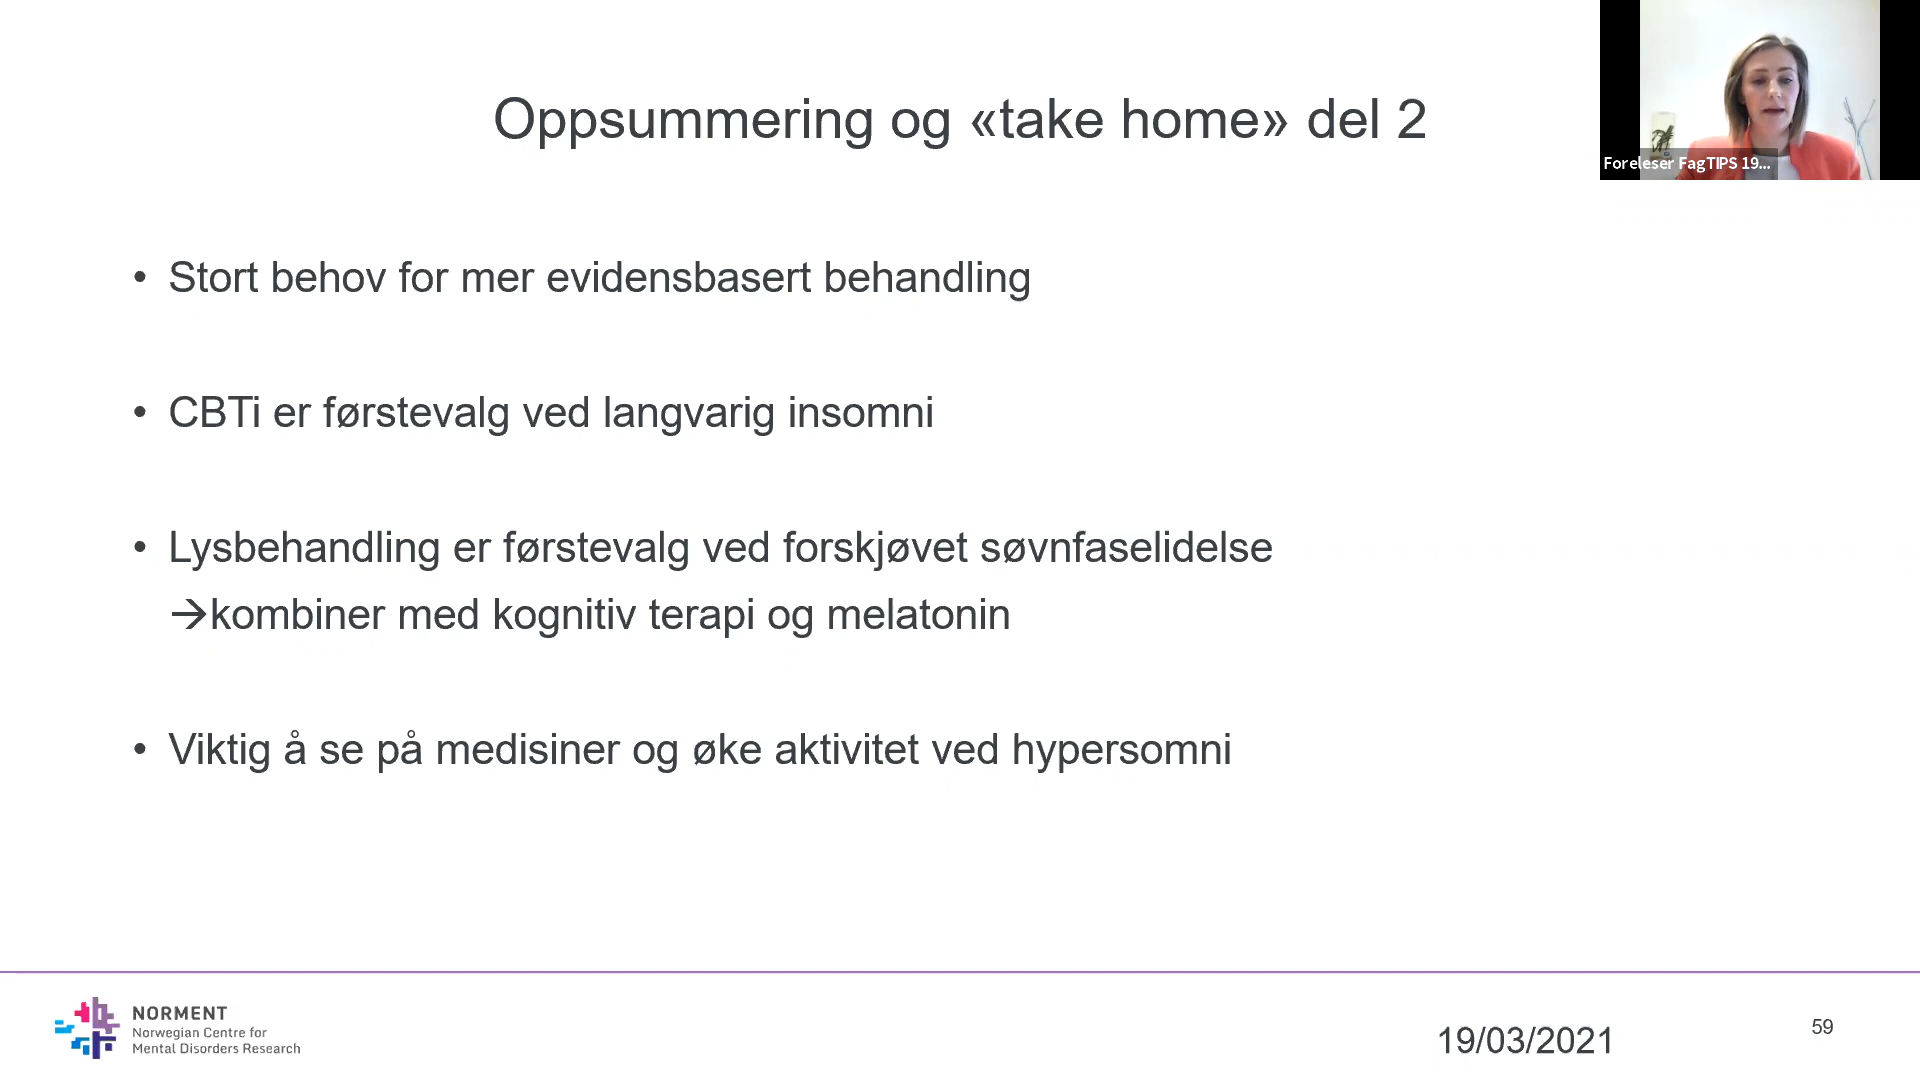 Oppsummering og «take home» del 2
Foreleser FagTIPS 19...
• Stort behov for mer evidensbasert behandling
• CBTi er førstevalg ved langvarig insomni
• Lysbehandling er førstevalg ved forskjøvet søvnfaselidelse
→kombiner med kognitiv terapi og melatonin
• Viktig å se på medisiner og øke aktivitet ved hypersomni
NORMENT
Norwegian Centre for
Mental Disorders Research
19/03/2021
59